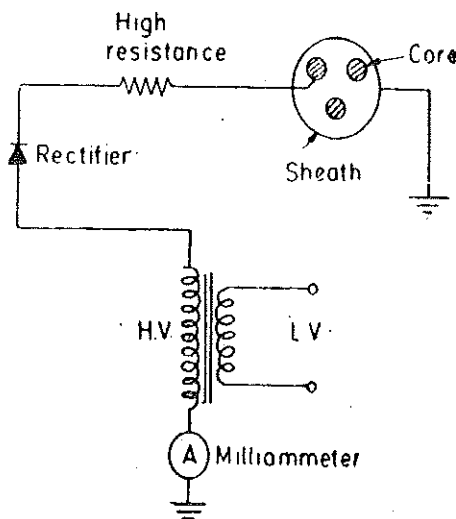 High
resistance
Core
Rectifier
Sheath
H.V.
L V
A
Milliammeter